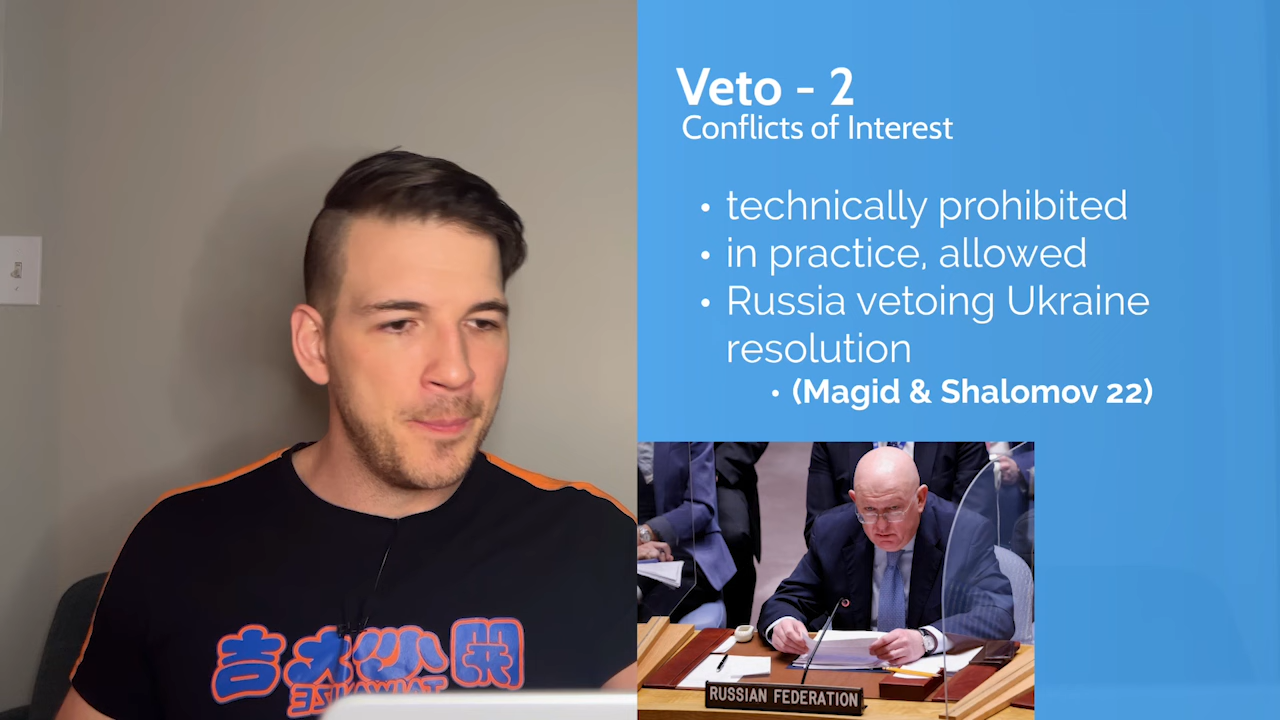 Veto - 2
Conflicts of Interest
• technically prohibited
• in practice, allowed
• Russia vetoing Ukraine
resolution
• (Magid & Shalomov 22)
RUSSIAN FEDERATION